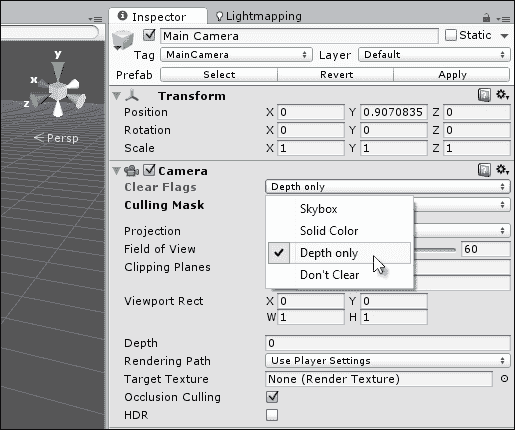 Inspector Lightmapping
Main Camera Static
Tag MainCamera Layer Default
Prefab Select Revert Apply
y
x
z
Persp
Transform
Position X 0 Y 0.9070835 Z 0
Rotation X 0 Y 0 Z 0
Scale X 1 Y 1 Z 1
Camera
Clear Flags Depth only
Culling Mask
Skybox
Solid Color
Depth only
Don't Clear
Projection
Field of View 60
Clipping Planes
Viewport Rect X 0 Y 0
W 1 H 1
Depth 0
Rendering Path Use Player Settings
Target Texture None (Render Texture)
Occlusion Culling
HDR